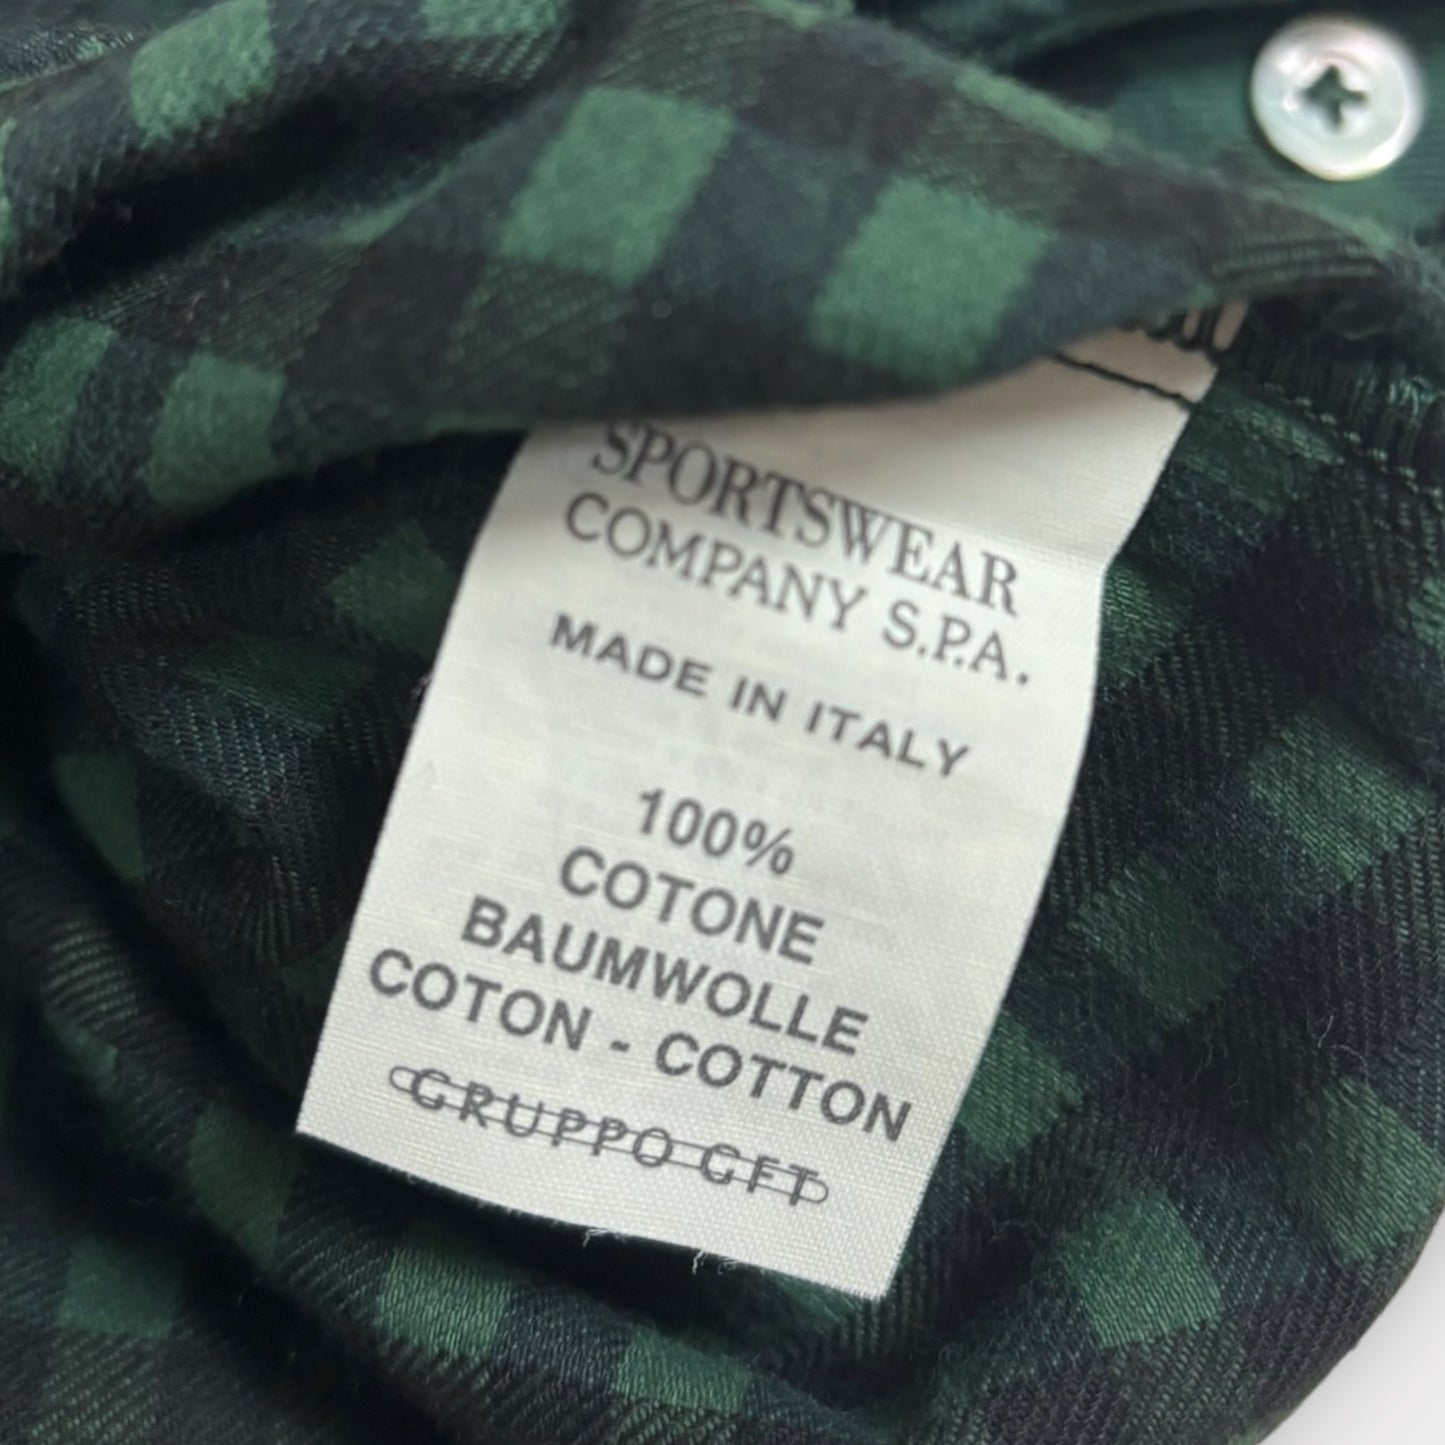 SPORTSWEAR
COMPANY S.P.A.
MADE IN ITALY
100%
COTONE
BAUMWOLLE
COTON - COTTON
GRUPPO GFT